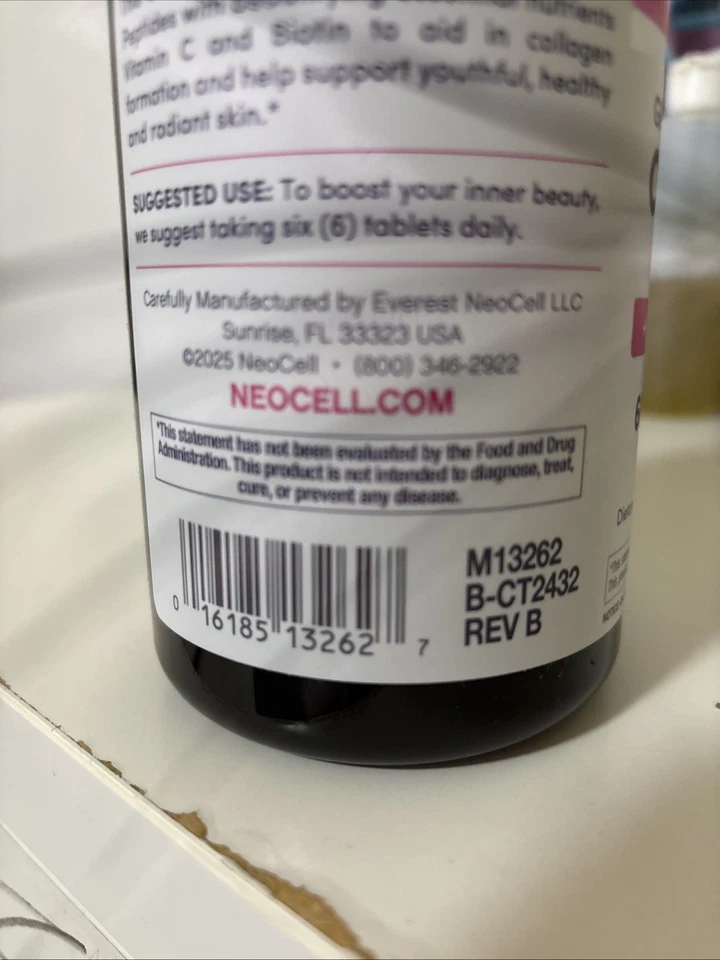 Peptides with beautifying essential nutrients
Vitamin C and Biotin to aid in collagen
formation and help support youthful, healthy
and radiant skin.*
SUGGESTED USE: To boost your inner beauty,
we suggest taking six (6) tablets daily.
Carefully Manufactured by Everest NeoCell LLC
Sunrise, FL 33323 USA
©2025 NeoCell • (800) 346-2922
NEOCELL.COM
*This statement has not been evaluated by the Food and Drug
Administration. This product is not intended to diagnose, treat,
cure, or prevent any disease.
0 16185 13262 7
M13262
B-CT2432
REV B